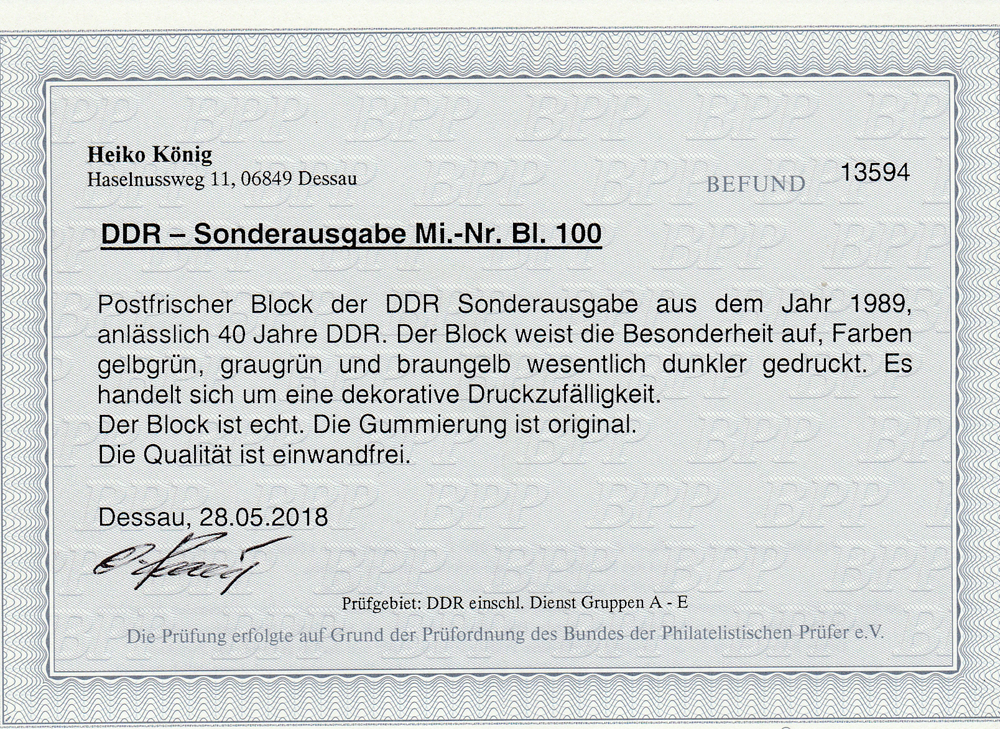 Heiko König
Haselnussweg 11, 06849 Dessau
BEFUND 13594
DDR – Sonderausgabe Mi.-Nr. Bl. 100
Postfrischer Block der DDR Sonderausgabe aus dem Jahr 1989,
anlässlich 40 Jahre DDR. Der Block weist die Besonderheit auf, Farben
gelbgrün, graugrün und braungelb wesentlich dunkler gedruckt. Es
handelt sich um eine dekorative Druckzufälligkeit.
Der Block ist echt. Die Gummierung ist original.
Die Qualität ist einwandfrei.
Dessau, 28.05.2018
Prüfgebiet: DDR einschl. Dienst Gruppen A - E
Die Prüfung erfolgte auf Grund der Prüfordnung des Bundes der Philatelistischen Prüfer e.V.